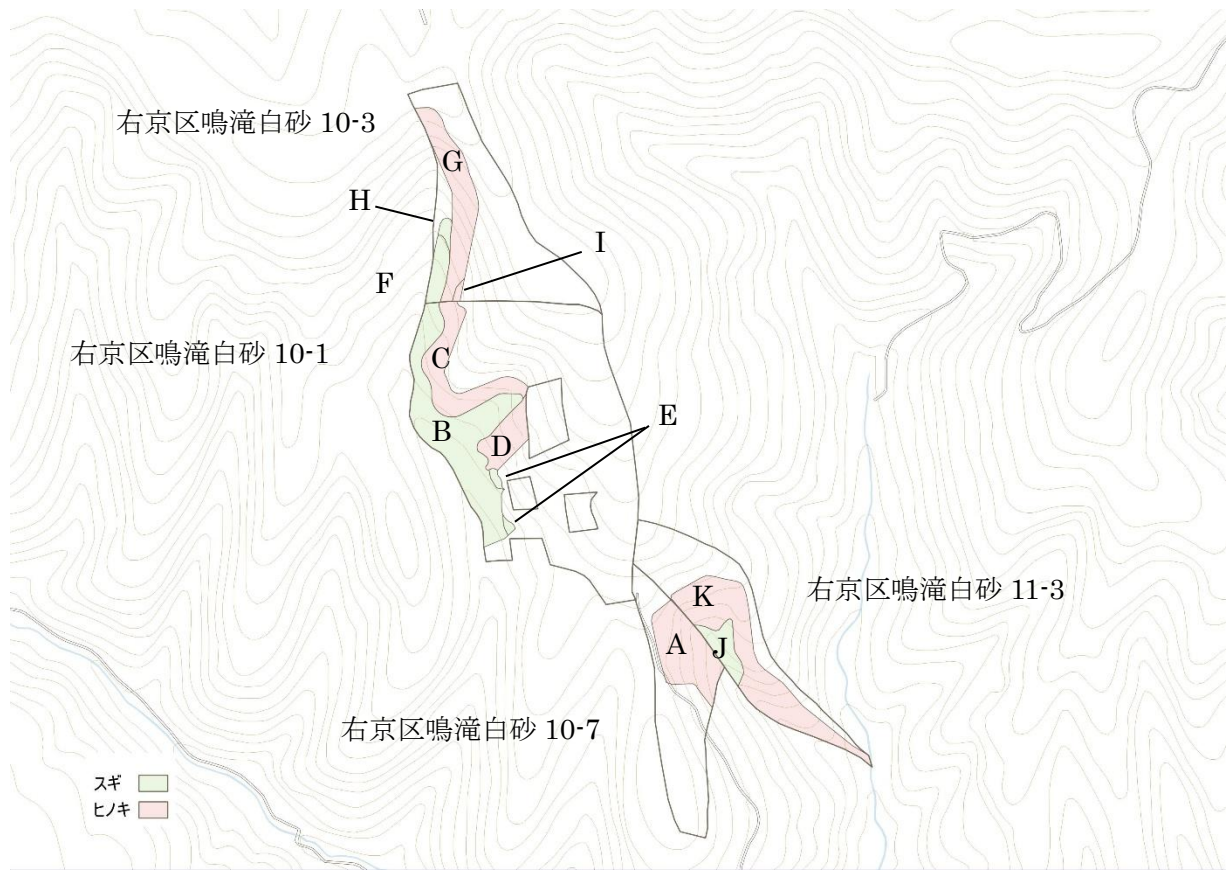 右京区鳴滝白砂 10-3
G
H
I
F
右京区鳴滝白砂 10-1
C
E
B
D
右京区鳴滝白砂 11-3
K
A
J
右京区鳴滝白砂 10-7
スギ
ヒノキ